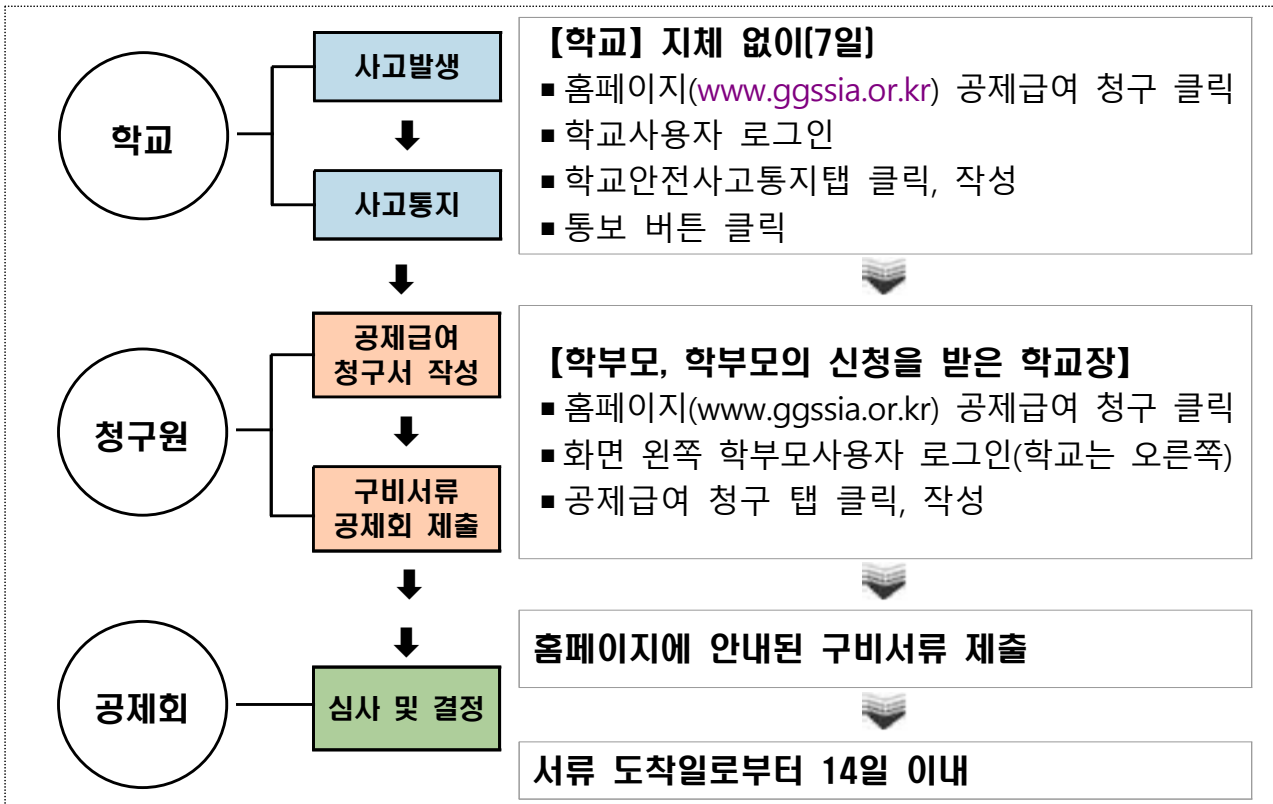 학교
사고발생
사고통지
【학교】 지체 없이(7일)
▪홈페이지(www.ggssia.or.kr) 공제급여 청구 클릭
▪학교사용자 로그인
▪학교안전사고통지탭 클릭, 작성
▪통보 버튼 클릭
청구원
공제급여
청구서 작성
구비서류
공제회 제출
【학부모, 학부모의 신청을 받은 학교장】
▪홈페이지(www.ggssia.or.kr) 공제급여 청구 클릭
▪화면 왼쪽 학부모사용자 로그인(학교는 오른쪽)
▪공제급여 청구 탭 클릭, 작성
공제회
심사 및 결정
홈페이지에 안내된 구비서류 제출
서류 도착일로부터 14일 이내